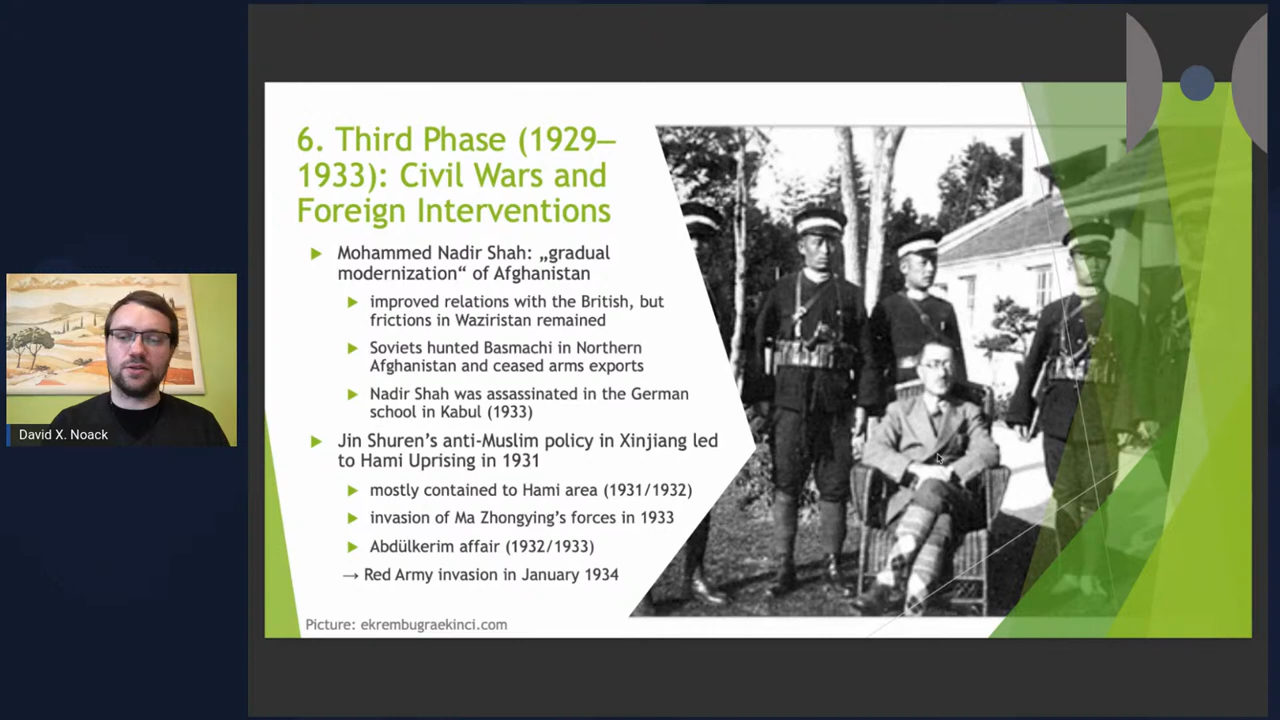 6. Third Phase (1929–
1933): Civil Wars and
Foreign Interventions
Mohammed Nadir Shah: „gradual
modernization“ of Afghanistan
improved relations with the British, but
frictions in Waziristan remained
Soviets hunted Basmachi in Northern
Afghanistan and ceased arms exports
Nadir Shah was assassinated in the German
school in Kabul (1933)
Jin Shuren’s anti-Muslim policy in Xinjiang led
to Hami Uprising in 1931
mostly contained to Hami area (1931/1932)
invasion of Ma Zhongying’s forces in 1933
Abdülkerim affair (1932/1933)
→ Red Army invasion in January 1934
Picture: ekrembugraekinci.com
David X. Noack